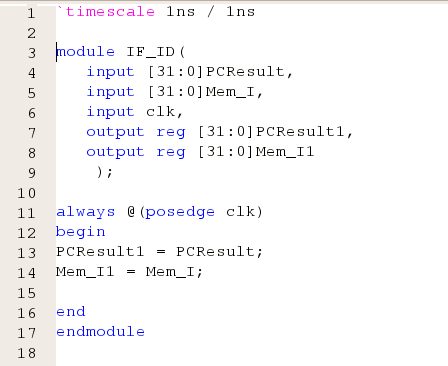 1 `timescale 1ns / 1ns
2
3 module IF_ID(
4    input [31:0]PCResult,
5    input [31:0]Mem_I,
6    input clk,
7    output reg [31:0]PCResult1,
8    output reg [31:0]Mem_I1
9     );
10
11 always @(posedge clk)
12 begin
13 PCResult1 = PCResult;
14 Mem_I1 = Mem_I;
15
16 end
17 endmodule
18